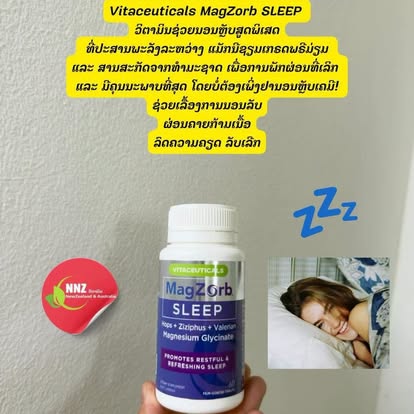 Vitaceuticals MagZorb SLEEP
ວິຕາມິນຊ່ວຍນອນຫຼັບສູດພິເສດ
ທີ່ປະສານພະລັງລະຫວ່າງ ແມັກນີຊຽມເກຣດພຣີມ່ຽມ
ແລະ ສານສະກັດຈາກທຳມະຊາດ ເພື່ອການພັກຜ່ອນທີ່ເລິກ
ແລະ ມີຄຸນນະພາບທີ່ສຸດ ໂດຍບໍ່ຕ້ອງເພິ່ງຢານອນຫຼັບເຄມີ!
ຊ່ວຍເລື້ອງການນອນລັບ
ຜ່ອນຄາຍກ້າມເນື້ອ
ລົດຄວາມຄຽດ ລັບເລິກ
zzz
NNZ
NewZealand & Australia
VITACEUTICALS
MagZorb
SLEEP
Hops + Ziziphus + Valerian
Magnesium Glycinate
PROMOTES RESTFUL &
REFRESHING SLEEP
60
FILM-COATED TABLETS